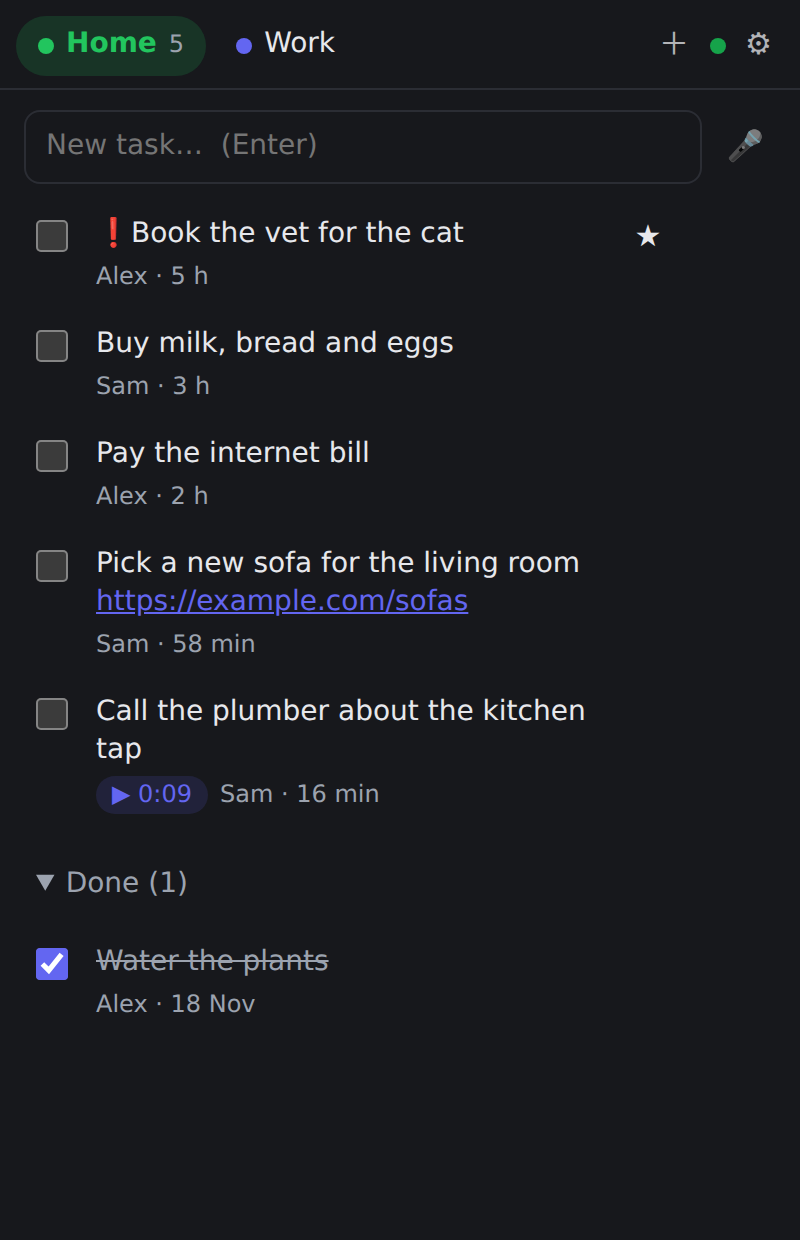 Home 5 Work
New task… (Enter)
❗Book the vet for the cat ★
Alex · 5 h
Buy milk, bread and eggs
Sam · 3 h
Pay the internet bill
Alex · 2 h
Pick a new sofa for the living room
https://example.com/sofas
Sam · 58 min
Call the plumber about the kitchen
tap
▶ 0:09 Sam · 16 min
▼ Done (1)
Water the plants
Alex · 18 Nov